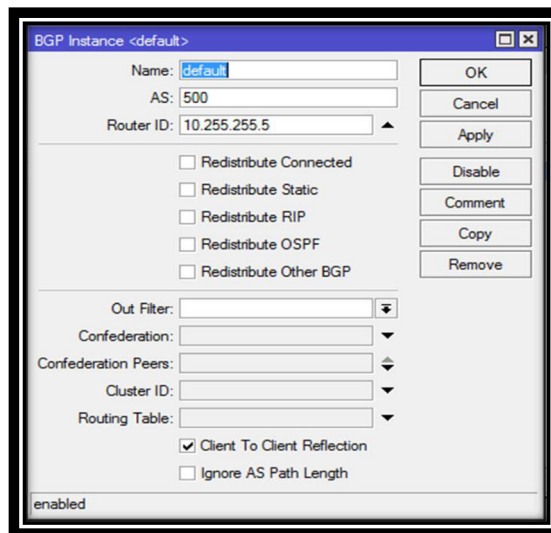 BGP Instance <default>
Name: default
OK
AS: 500
Cancel
Router ID: 10.255.255.5
Apply
Redistribute Connected
Disable
Redistribute Static
Comment
Redistribute RIP
Copy
Redistribute OSPF
Remove
Redistribute Other BGP
Out Filter:
Confederation:
Confederation Peers:
Cluster ID:
Routing Table:
Client To Client Reflection
Ignore AS Path Length
enabled